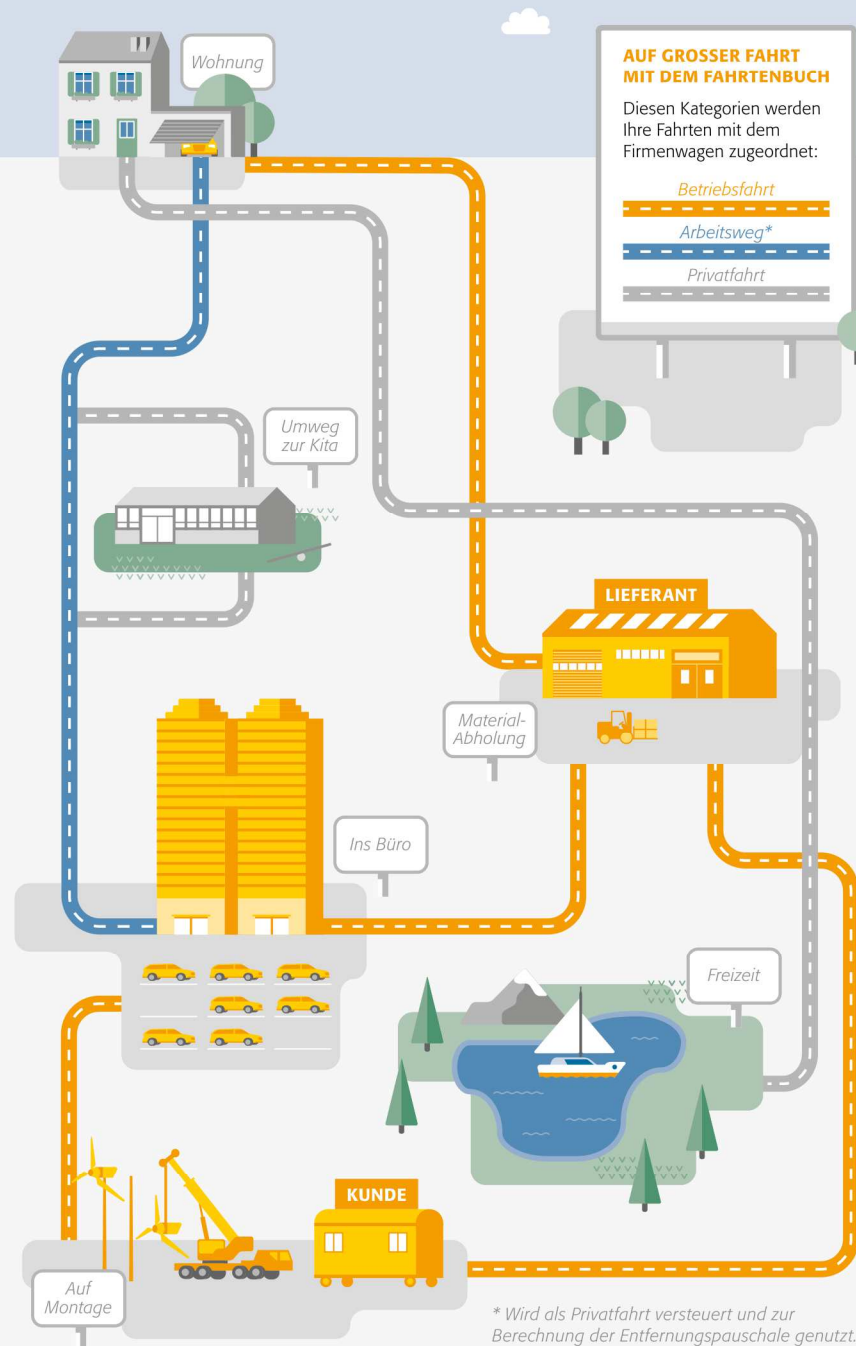 Wohnung
AUF GROSSER FAHRT
MIT DEM FAHRTENBUCH
Diesen Kategorien werden
Ihre Fahrten mit dem
Firmenwagen zugeordnet:
Betriebsfahrt
Arbeitsweg*
Privatfahrt
Umweg
zur Kita
LIEFERANT
Material-
Abholung
Ins Büro
Freizeit
KUNDE
Auf
Montage
* Wird als Privatfahrt versteuert und zur
Berechnung der Entfernungspauschale genutzt.